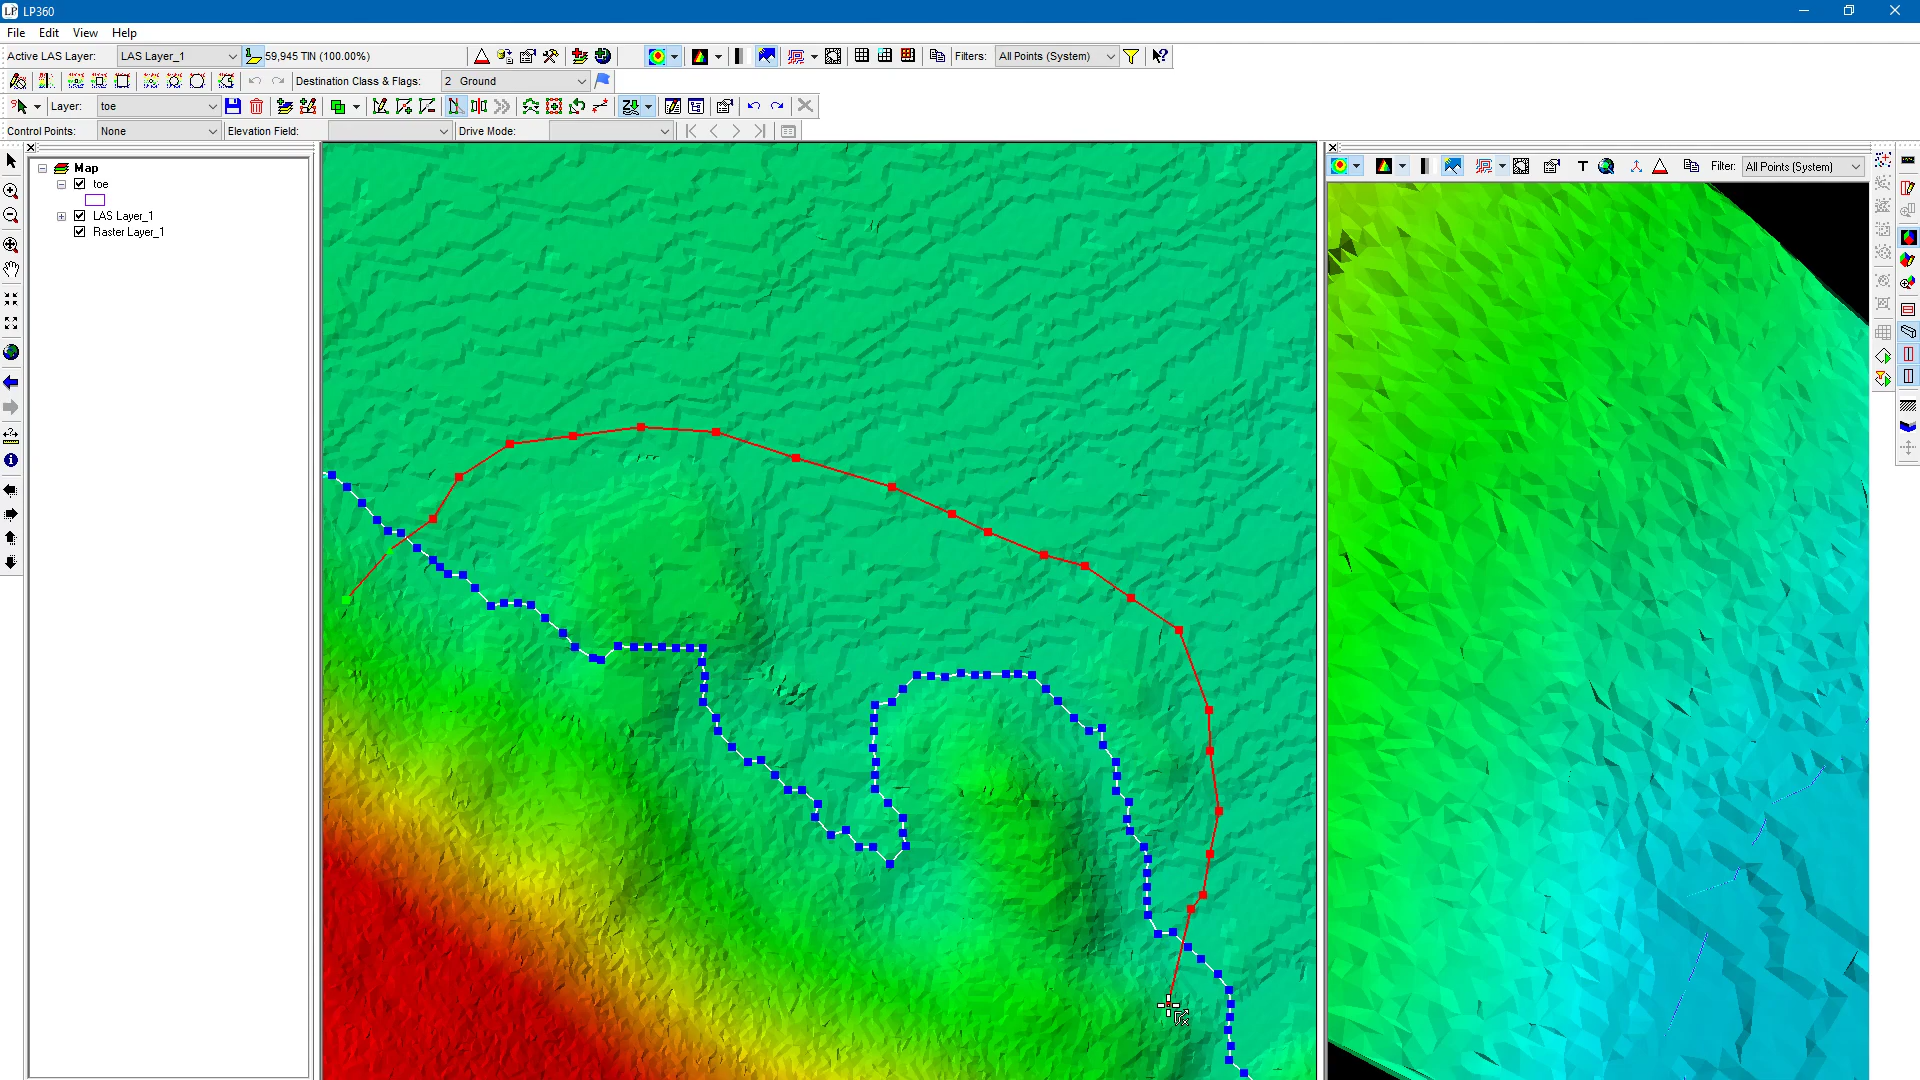 LP360
File Edit View Help
Active LAS Layer: LAS Layer_1 59,945 TIN (100.00%) Filters: All Points (System)
Destination Class & Flags: 2 Ground
Layer: toe
Control Points: None Elevation Field: Drive Mode:
Map
toe
LAS Layer_1
Raster Layer_1
Filter: All Points (System)